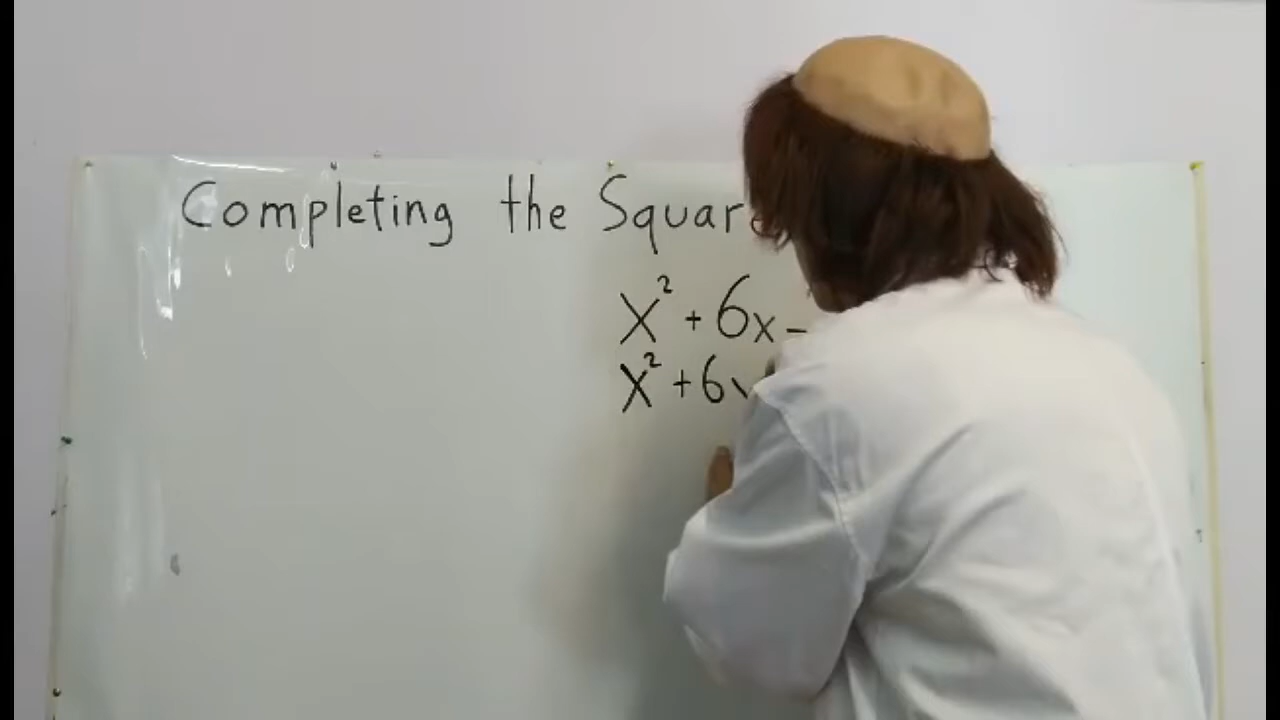 Completing the Square
x² + 6x -
x² + 6x